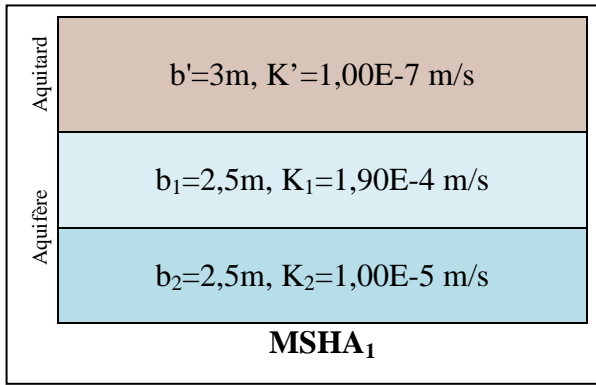 Aquitard
b'=3m, K’=1,00E-7 m/s
Aquifère
b₁=2,5m, K₁=1,90E-4 m/s
b₂=2,5m, K₂=1,00E-5 m/s
MSHA₁